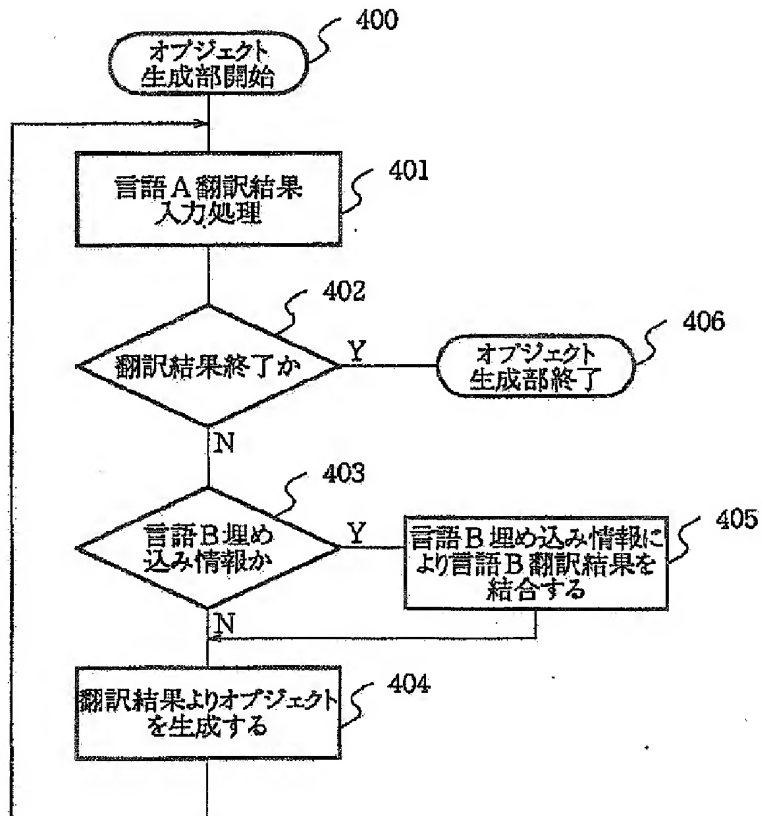 オブジェクト
生成部開始
400
言語A翻訳結果
入力処理
401
402
翻訳結果終了か
Y
オブジェクト
生成部終了
406
N
403
言語B埋め
込み情報か
Y
言語B埋め込み情報に
より言語B翻訳結果を
結合する
405
N
翻訳結果よりオブジェクト
を生成する
404